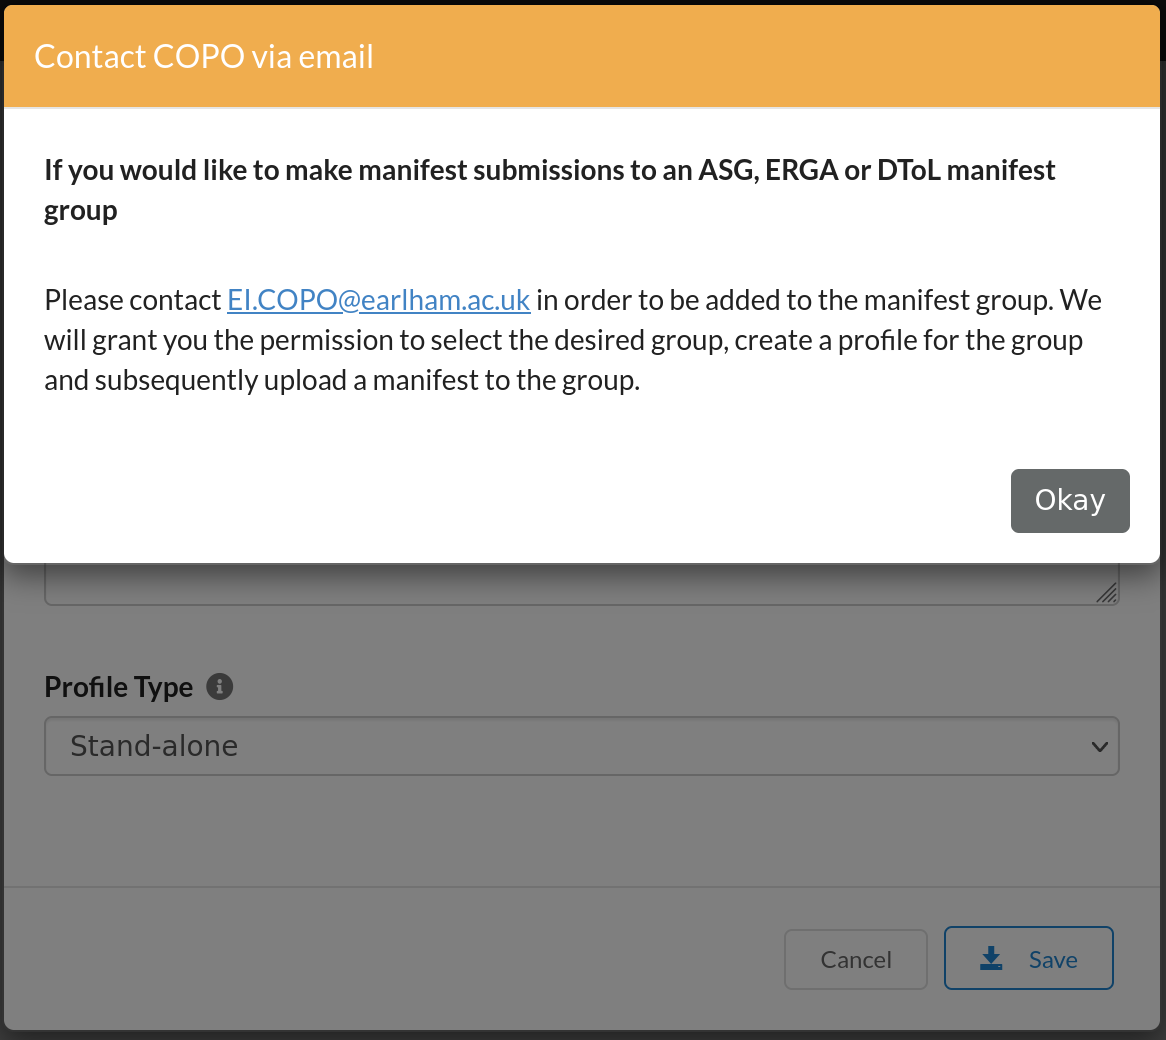 Contact COPO via email
If you would like to make manifest submissions to an ASG, ERGA or DToL manifest
group
Please contact EI.COPO@earlham.ac.uk in order to be added to the manifest group. We
will grant you the permission to select the desired group, create a profile for the group
and subsequently upload a manifest to the group.
Okay
Profile Type
Stand-alone
Cancel
Save